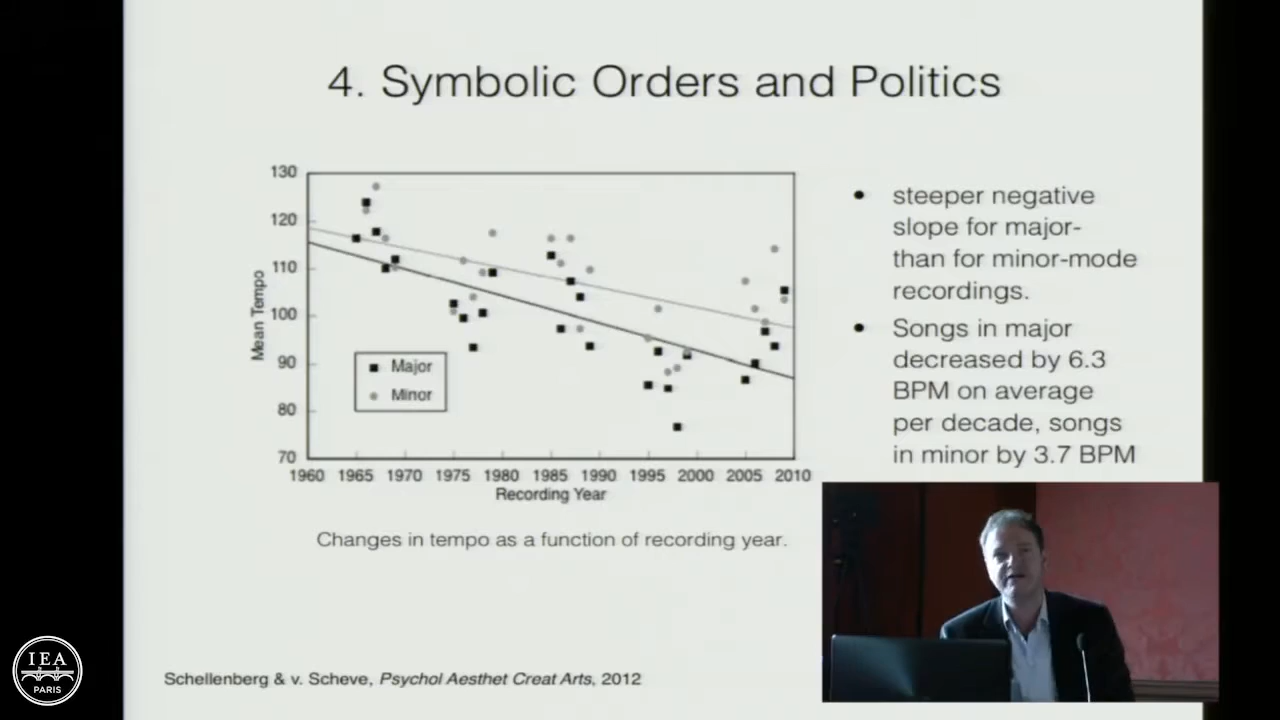 4. Symbolic Orders and Politics
130
120
110
100
90
80
70
Mean Tempo
Major
Minor
1960 1965 1970 1975 1980 1985 1990 1995 2000 2005 2010
Recording Year
Changes in tempo as a function of recording year.
• steeper negative
slope for major-
than for minor-mode
recordings.
• Songs in major
decreased by 6.3
BPM on average
per decade, songs
in minor by 3.7 BPM
Schellenberg & v. Scheve, Psychol Aesthet Creat Arts, 2012
IEA
PARIS